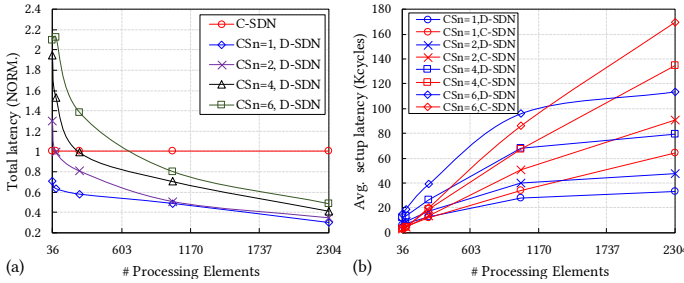 2.2
2
1.8
1.6
1.4
1.2
1
0.8
0.6
0.4
0.2
Total latency (NORM.)
C-SDN
CSn=1, D-SDN
CSn=2, D-SDN
CSn=4, D-SDN
CSn=6, D-SDN
36 603 1170 1737 2304
# Processing Elements
(a)
180
160
140
120
100
80
60
40
20
0
Avg. setup latency (Kcycles)
CSn=1,D-SDN
CSn=1,C-SDN
CSn=2,D-SDN
CSn=2,C-SDN
CSn=4,D-SDN
CSn=4,C-SDN
CSn=6,D-SDN
CSn=6,C-SDN
36 603 1170 1737 2304
# Processing Elements
(b)